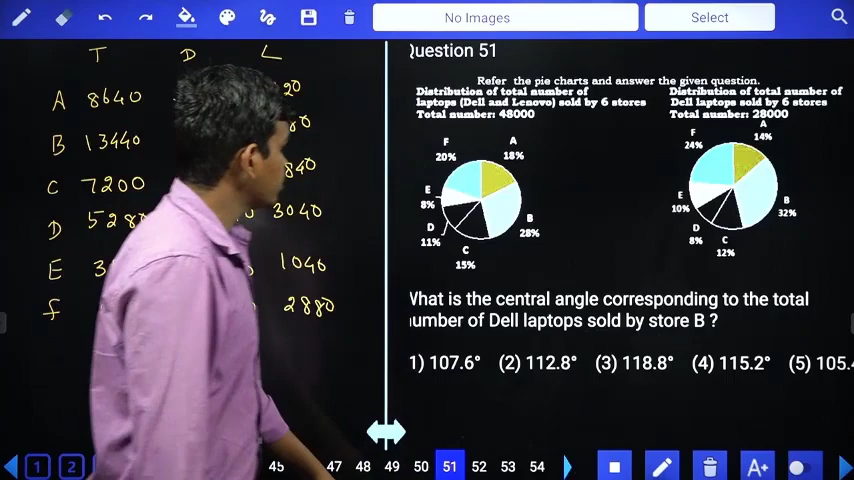 No Images
Select
T D L
A 8640
B 13440
C 7200 840
D 5280 3040
E 1040
f 2880
Question 51
Refer the pie charts and answer the given question.
Distribution of total number of
laptops (Dell and Lenovo) sold by 6 stores
Total number: 48000
F
20%
A
18%
E
8%
D
11%
C
15%
B
28%
Distribution of total number of
Dell laptops sold by 6 stores
Total number: 28000
A
14%
F
24%
E
10%
D
8%
C
12%
B
32%
What is the central angle corresponding to the total
number of Dell laptops sold by store B ?
1) 107.6° (2) 112.8° (3) 118.8° (4) 115.2° (5) 105.4
1 2 45 47 48 49 50 51 52 53 54
A+